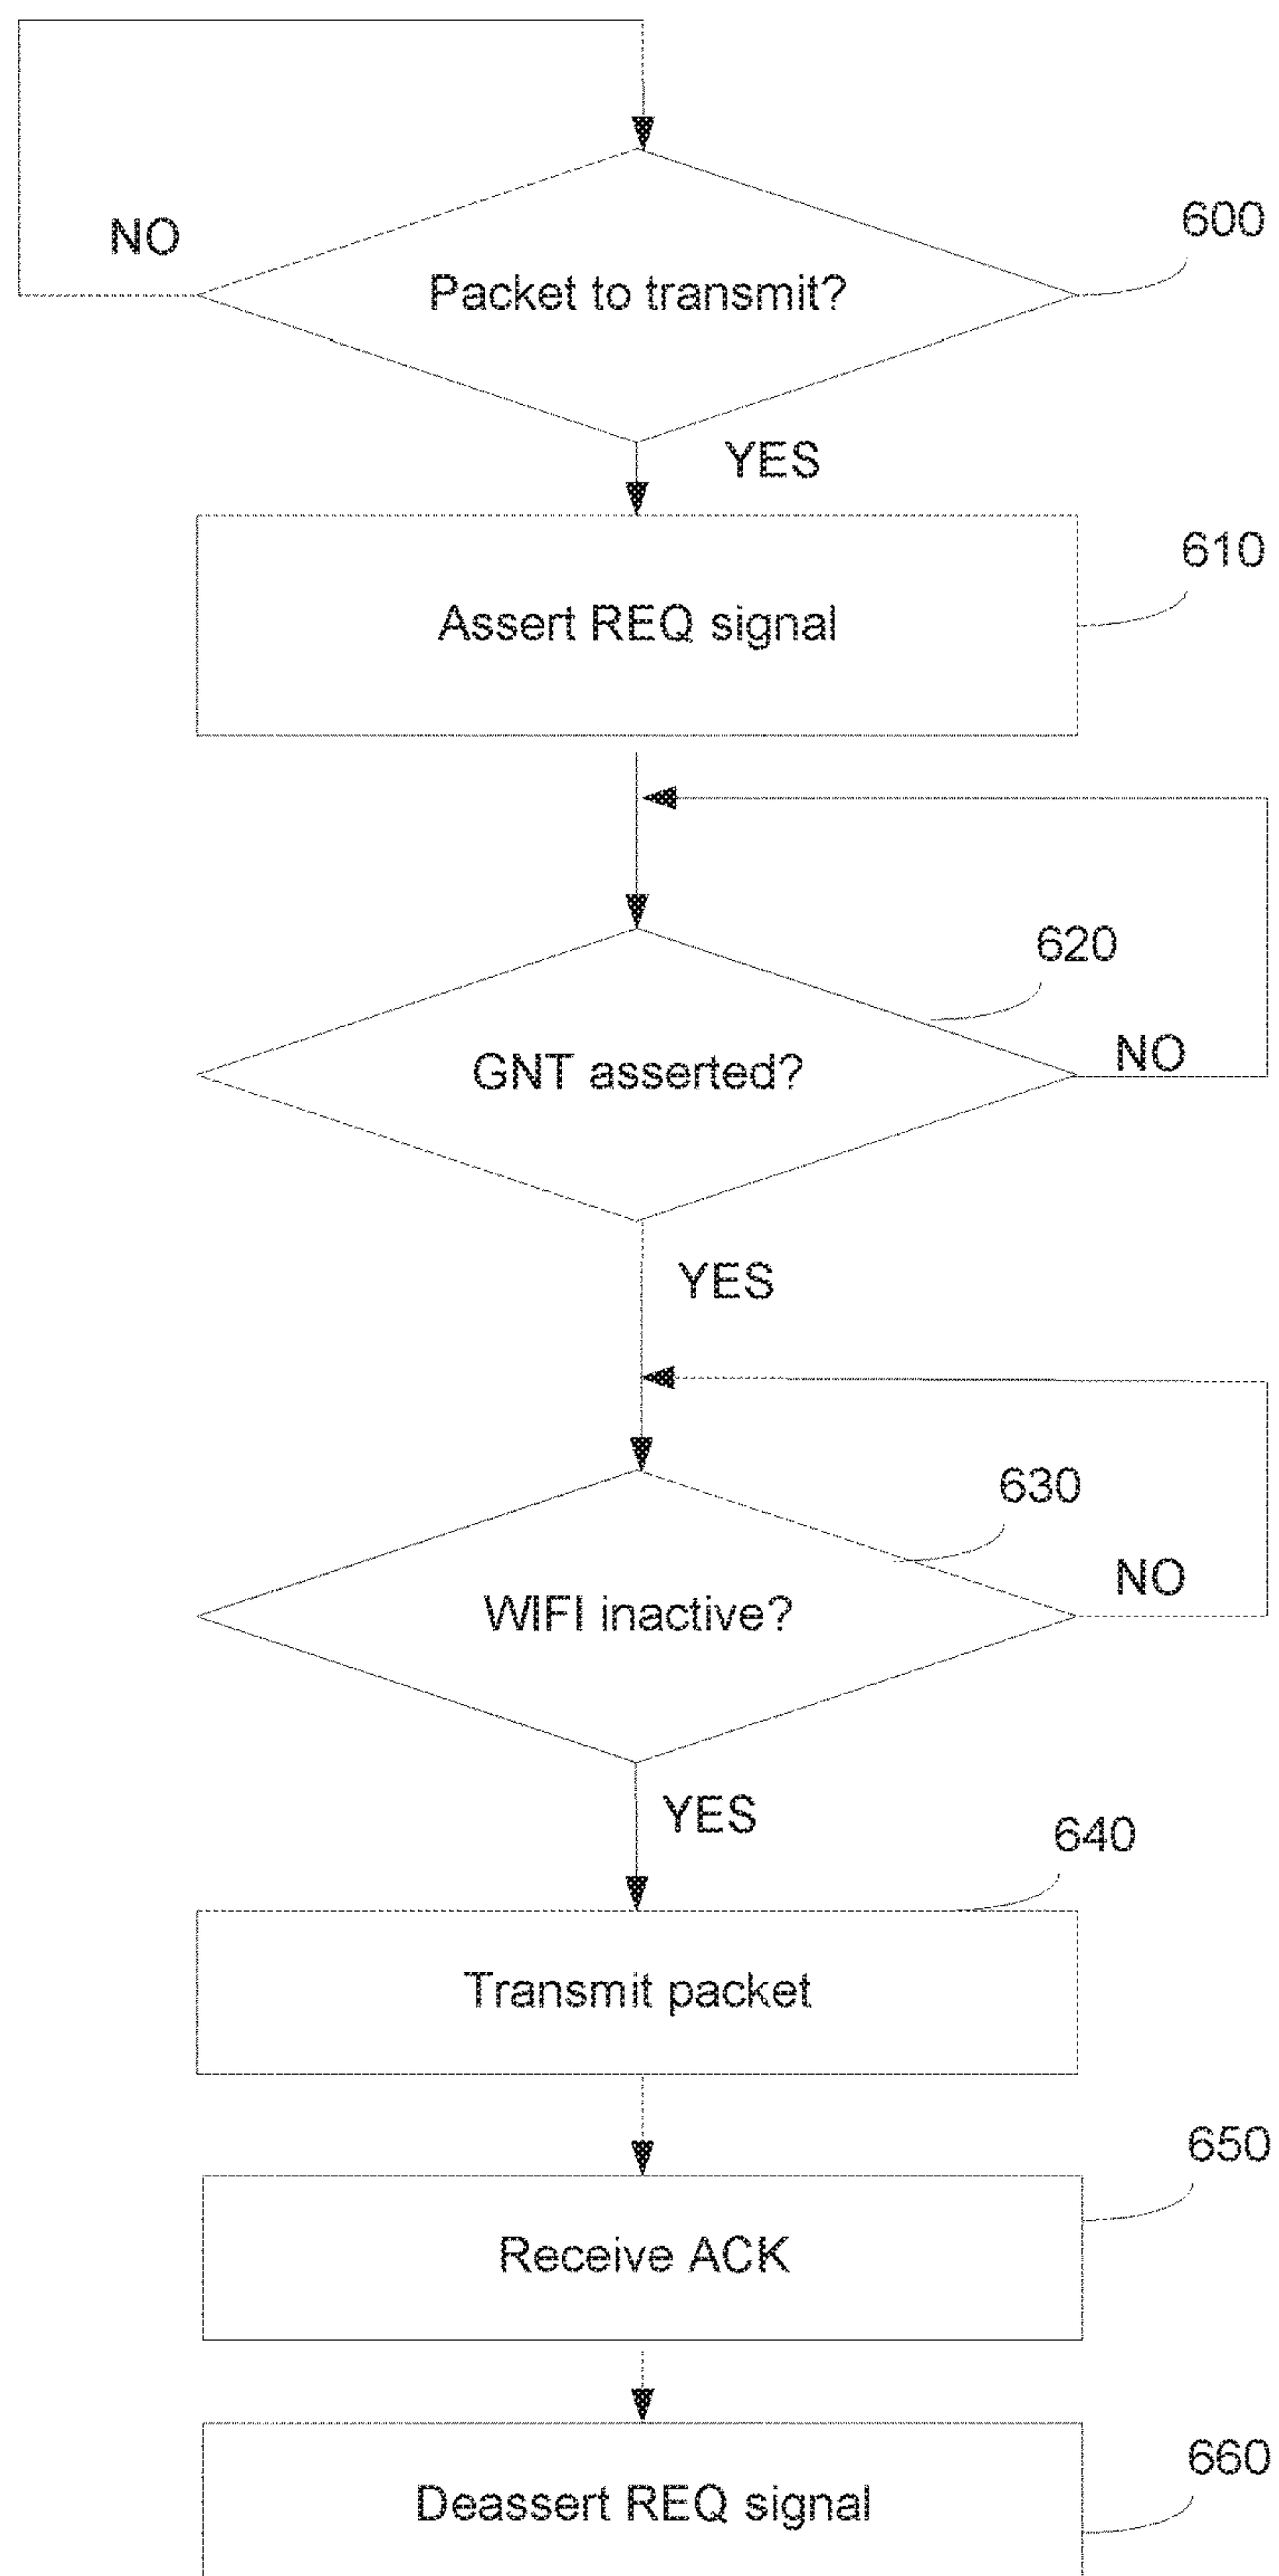 NO
600
Packet to transmit?
YES
610
Assert REQ signal
620
NO
GNT asserted?
YES
630
NO
WIFI inactive?
YES
640
Transmit packet
650
Receive ACK
660
Deassert REQ signal